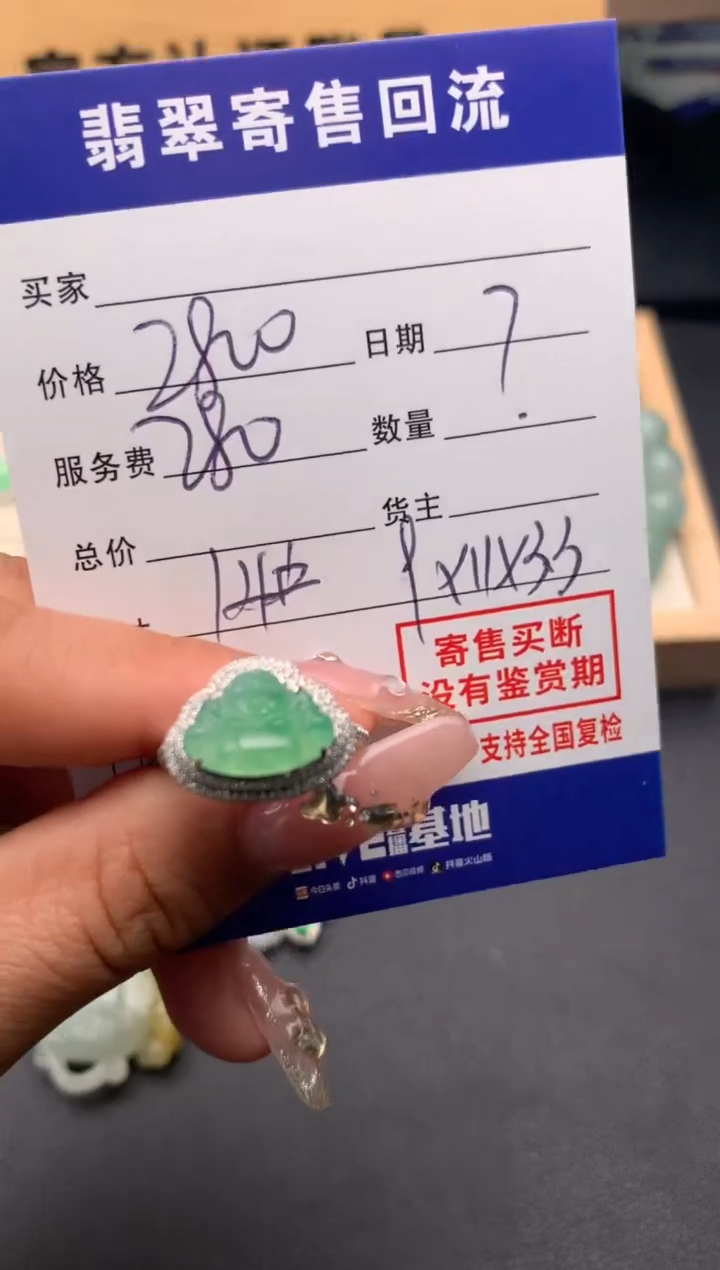 翡翠寄售回流
买家
价格 2800 日期 ?
服务费 280 数量
总价 货主
14#
寄售买断
没有鉴赏期
支持全国复检
基地
今日头条 抖音 西瓜视频 抖音火山版